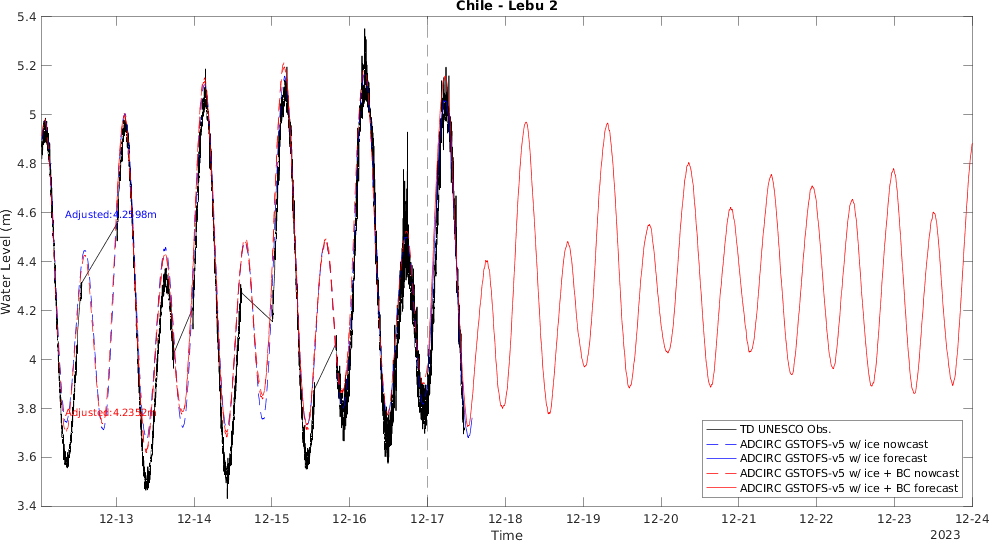 Chile - Lebu 2
5.4
5.2
5
4.8
4.6
4.4
4.2
4
3.8
3.6
3.4
Water Level (m)
Adjusted:4.2598m
Adjusted:4.2352m
TD UNESCO Obs.
ADCIRC GSTOFS-v5 w/ ice nowcast
ADCIRC GSTOFS-v5 w/ ice forecast
ADCIRC GSTOFS-v5 w/ ice + BC nowcast
ADCIRC GSTOFS-v5 w/ ice + BC forecast
12-13 12-14 12-15 12-16 12-17 12-18 12-19 12-20 12-21 12-22 12-23 12-24
Time
2023